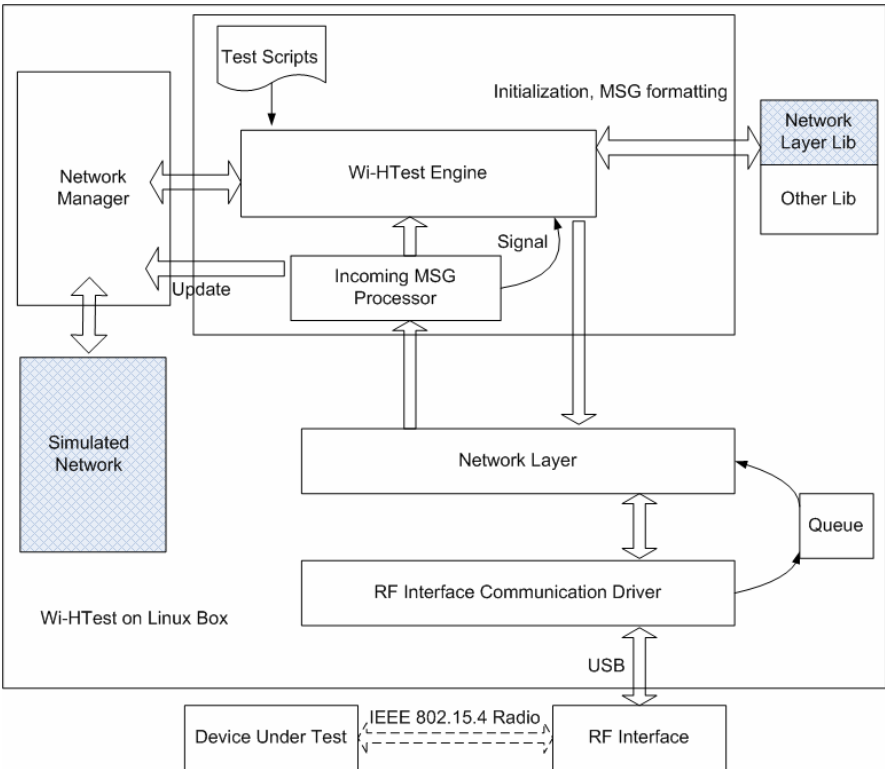 Test Scripts
Initialization, MSG formatting
Network
Layer Lib
Other Lib
Network
Manager
Wi-HTest Engine
Signal
Incoming MSG
Processor
Update
Simulated
Network
Network Layer
Queue
RF Interface Communication Driver
Wi-HTest on Linux Box
USB
Device Under Test
IEEE 802.15.4 Radio
RF Interface